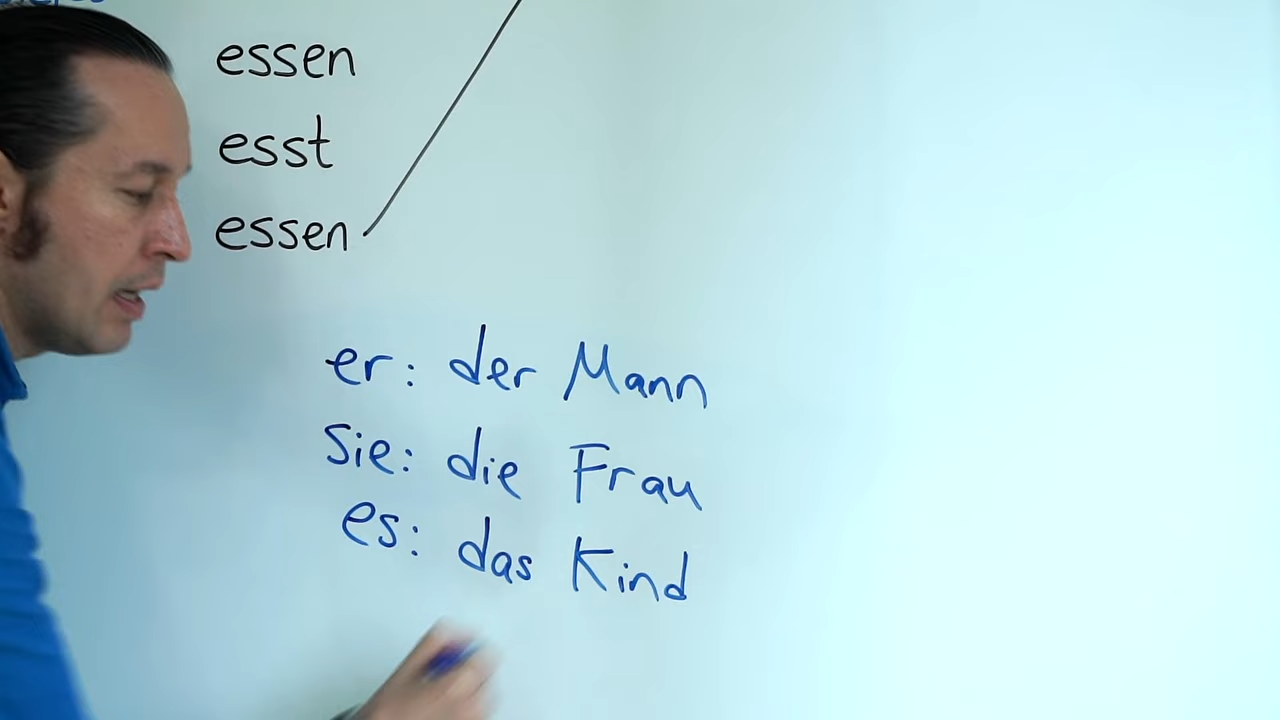 essen
esst
essen
er: der Mann
sie: die Frau
es: das Kind